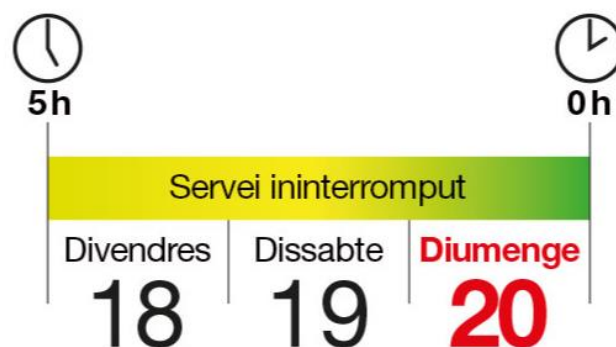 5h 0h
Servei ininterromput
Divendres Dissabte Diumenge
18 19 20